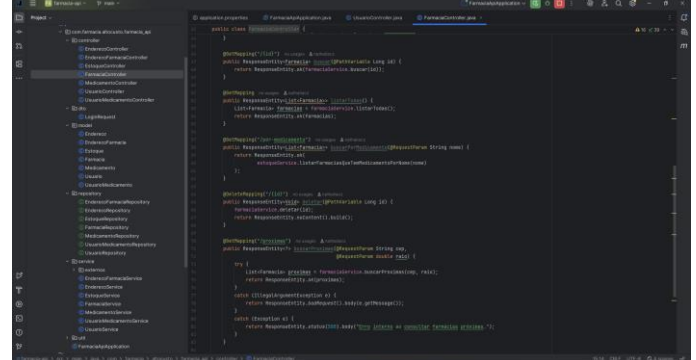 farmacia-api
main
FarmaciaApiApplication
Project
application.properties
FarmaciaApiApplication.java
UsuarioController.java
FarmaciaController.java
com.farmacia.altocusto.farmacia_api
controller
EnderecoController
EnderecoFarmaciaController
EstoqueController
FarmaciaController
MedicamentoController
UsuarioController
UsuarioMedicamentoController
dto
LoginRequest
model
Endereco
EnderecoFarmacia
Estoque
Farmacia
Medicamento
Usuario
UsuarioMedicamento
repository
EnderecoFarmaciaRepository
EnderecoRepository
EstoqueRepository
FarmaciaRepository
MedicamentoRepository
UsuarioMedicamentoRepository
UsuarioRepository
service
externos
EnderecoFarmaciaService
EnderecoService
EstoqueService
FarmaciaService
MedicamentoService
UsuarioMedicamentoService
UsuarioService
util
FarmaciaApiApplication
public class FarmaciaController {
}
@GetMapping("/{id}")
public ResponseEntity<Farmacia> buscar(@PathVariable Long id) {
return ResponseEntity.ok(farmaciaService.buscar(id));
}
@GetMapping
public ResponseEntity<List<Farmacia>> listarTodas() {
List<Farmacia> farmacias = farmaciaService.listarTodas();
return ResponseEntity.ok(farmacias);
}
@GetMapping("/por-medicamento")
public ResponseEntity<List<Farmacia>> buscarPorMedicamento(@RequestParam String nome) {
return ResponseEntity.ok(
estoqueService.listarFarmaciasQueTemMedicamentoPorNome(nome)
);
}
@DeleteMapping("/{id}")
public ResponseEntity<Void> deletar(@PathVariable Long id) {
farmaciaService.deletar(id);
return ResponseEntity.noContent().build();
}
@GetMapping("/proximas")
public ResponseEntity<?> buscarProximas(@RequestParam String cep,
@RequestParam double raio) {
try {
List<Farmacia> proximas = farmaciaService.buscarProximas(cep, raio);
return ResponseEntity.ok(proximas);
}
catch (IllegalArgumentException e) {
return ResponseEntity.badRequest().body(e.getMessage());
}
catch (Exception e) {
return ResponseEntity.status(500).body("Erro interno ao consultar farmacias proximas.");
}
}